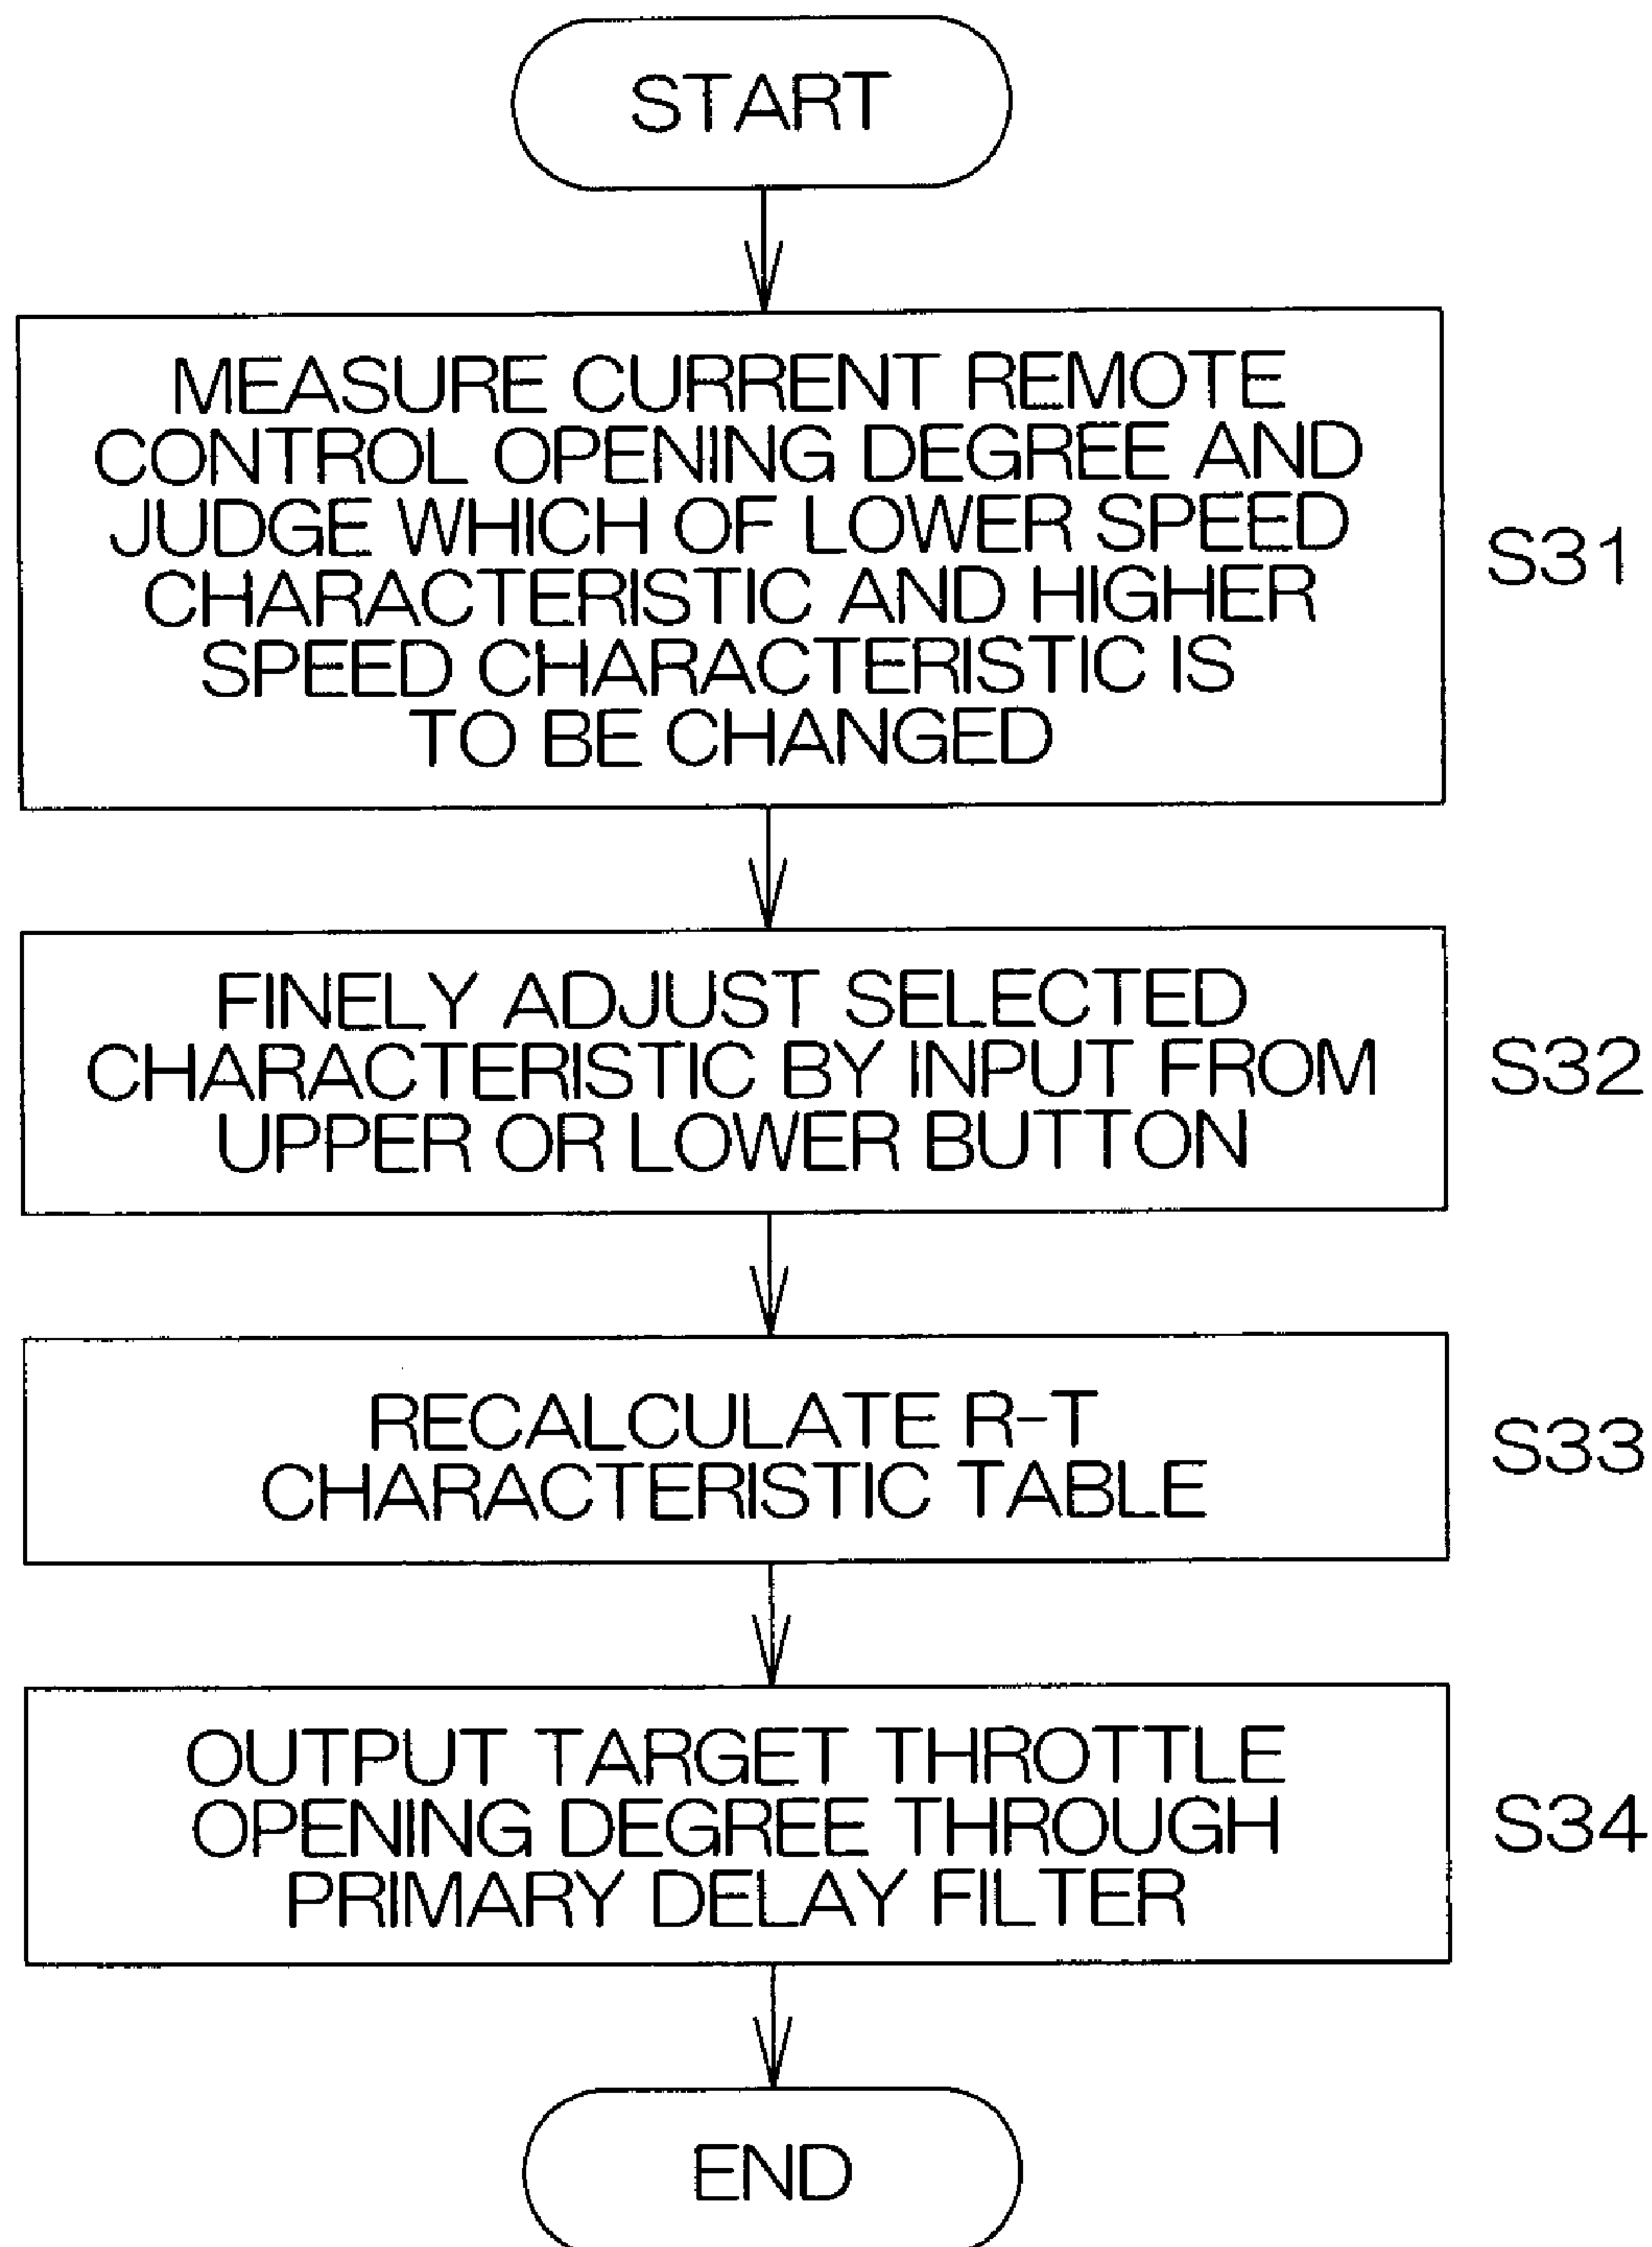 START
MEASURE CURRENT REMOTE
CONTROL OPENING DEGREE AND
JUDGE WHICH OF LOWER SPEED
CHARACTERISTIC AND HIGHER
SPEED CHARACTERISTIC IS
TO BE CHANGED
S31
FINELY ADJUST SELECTED
CHARACTERISTIC BY INPUT FROM
UPPER OR LOWER BUTTON
S32
RECALCULATE R-T
CHARACTERISTIC TABLE
S33
OUTPUT TARGET THROTTLE
OPENING DEGREE THROUGH
PRIMARY DELAY FILTER
S34
END